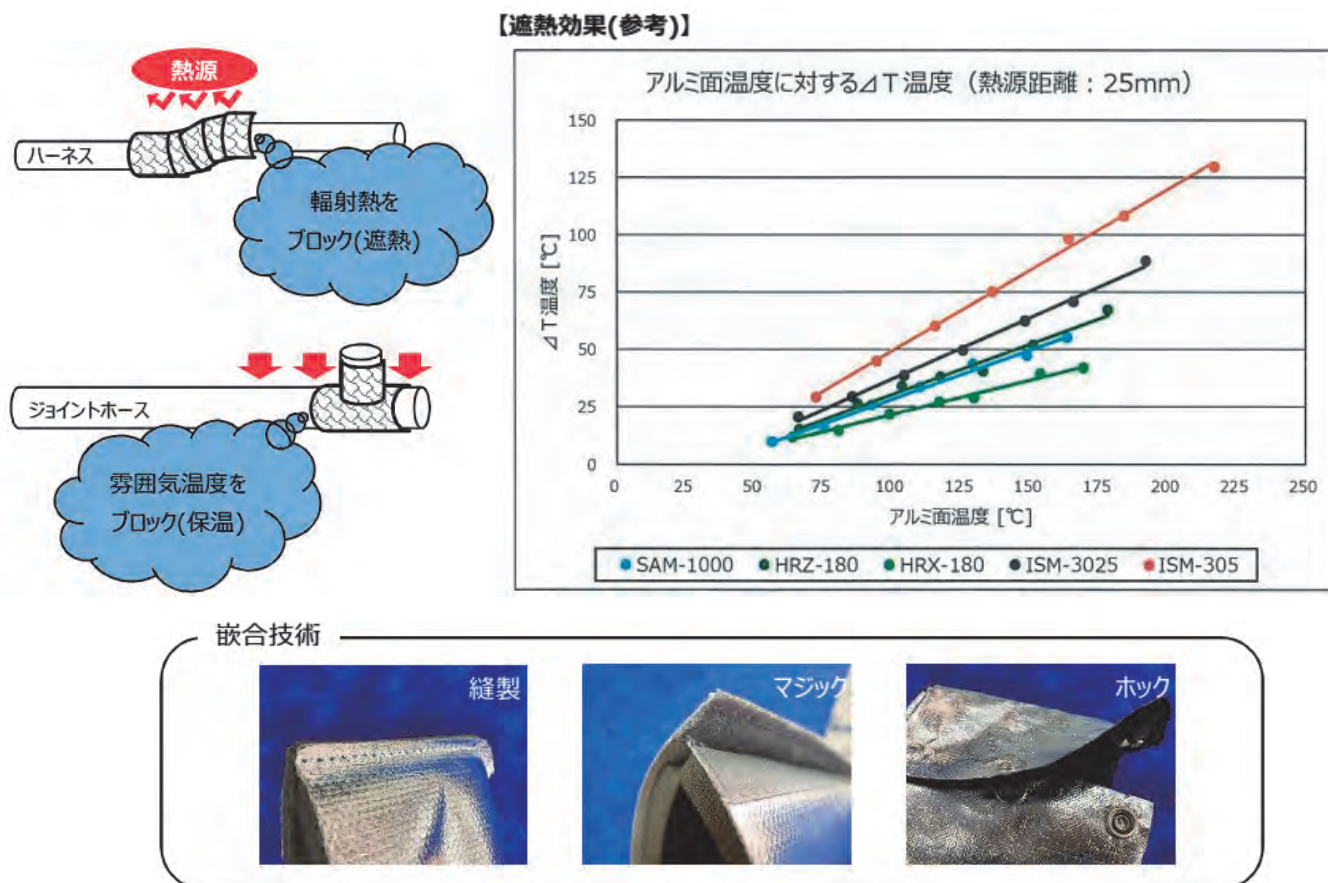 【遮熱効果(参考)】
熱源
ハーネス
輻射熱を
ブロック(遮熱)
ジョイントホース
雰囲気温度を
ブロック(保温)
アルミ面温度に対する⊿T温度（熱源距離：25mm）
⊿T温度 [℃]
150
125
100
75
50
25
0
0 25 50 75 100 125 150 175 200 225 250
アルミ面温度 [℃]
SAM-1000 HRZ-180 HRX-180 ISM-3025 ISM-305
嵌合技術
縫製
マジック
ホック